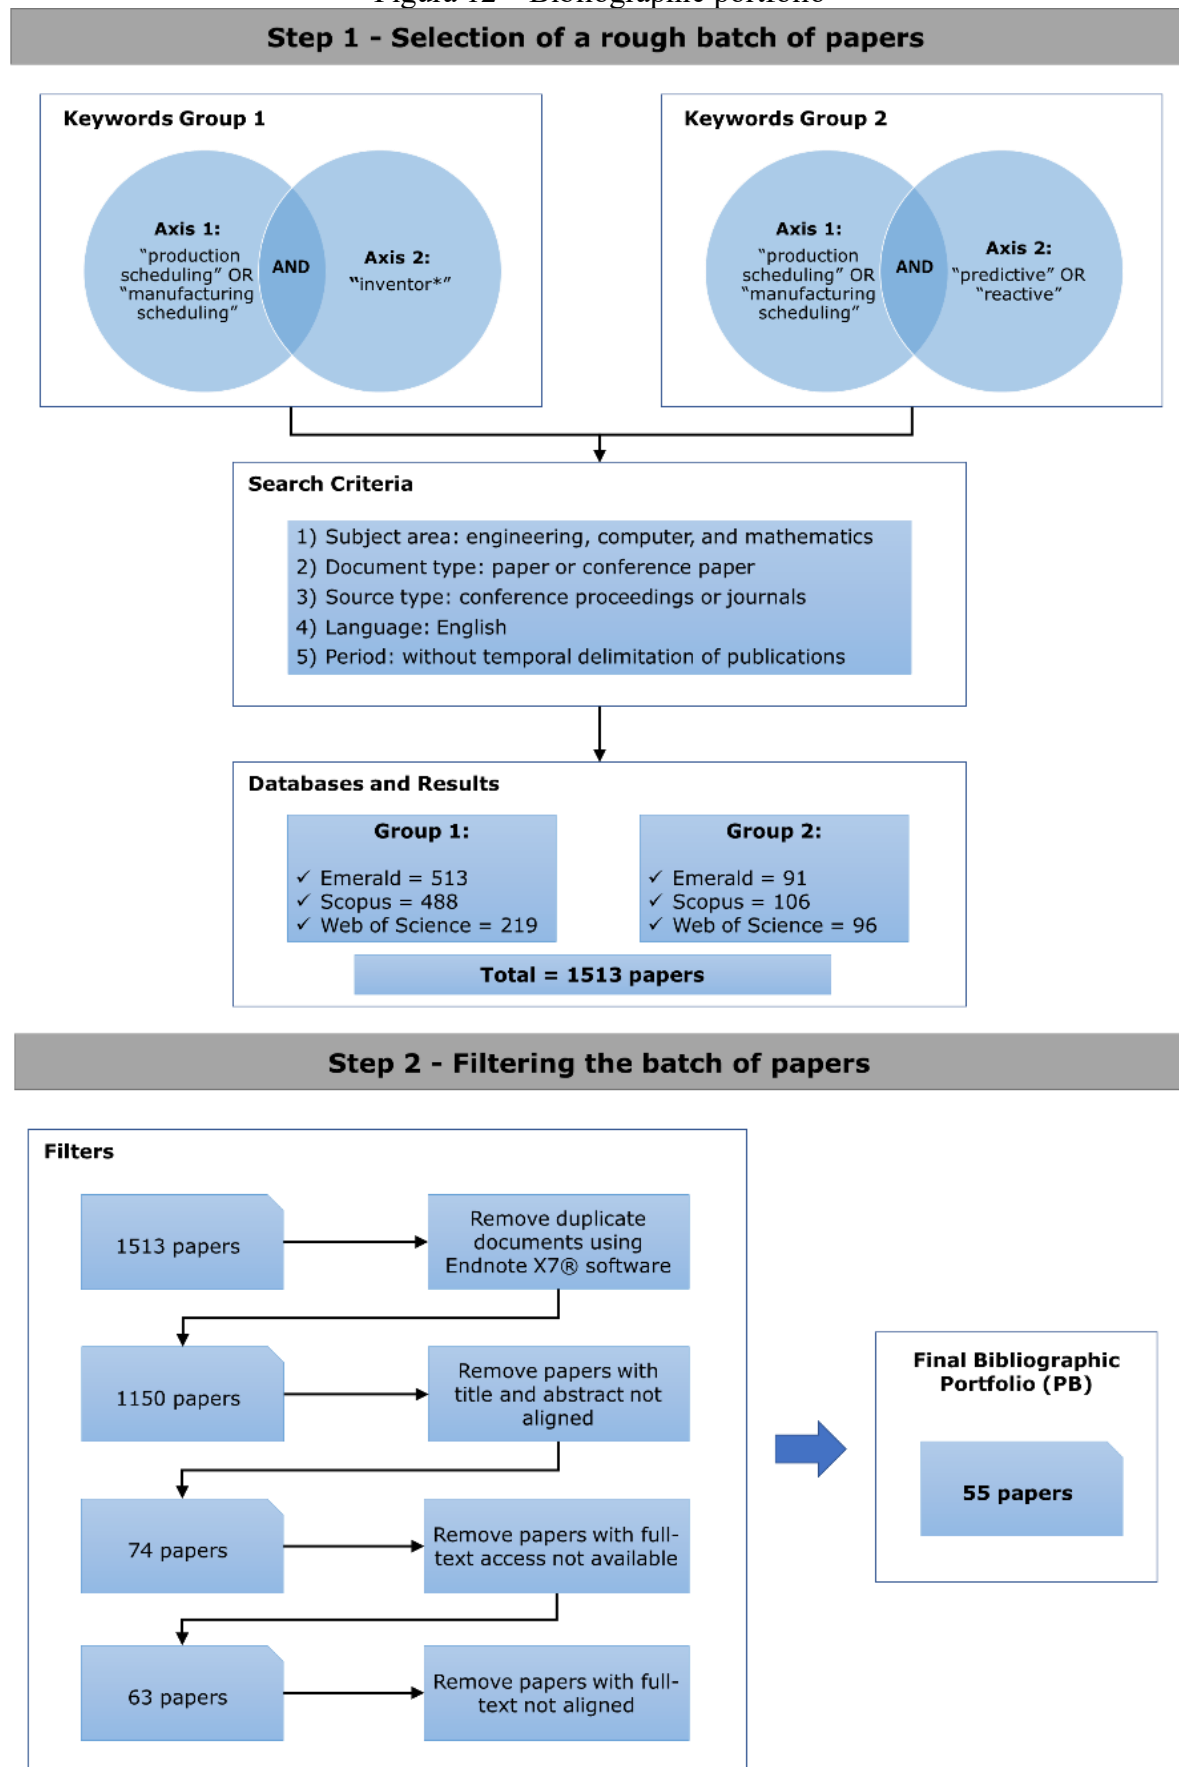 Figura 12 – Bibliographic portfolio
Step 1 - Selection of a rough batch of papers
Keywords Group 1
Axis 1:
“production
scheduling” OR
“manufacturing
scheduling”
AND
Axis 2:
“inventor*”
Keywords Group 2
Axis 1:
“production
scheduling” OR
“manufacturing
scheduling”
AND
Axis 2:
“predictive” OR
“reactive”
Search Criteria
1) Subject area: engineering, computer, and mathematics
2) Document type: paper or conference paper
3) Source type: conference proceedings or journals
4) Language: English
5) Period: without temporal delimitation of publications
Databases and Results
Group 1:
✓ Emerald = 513
✓ Scopus = 488
✓ Web of Science = 219
Group 2:
✓ Emerald = 91
✓ Scopus = 106
✓ Web of Science = 96
Total = 1513 papers
Step 2 - Filtering the batch of papers
Filters
1513 papers
Remove duplicate
documents using
Endnote X7® software
1150 papers
Remove papers with
title and abstract not
aligned
74 papers
Remove papers with full-
text access not available
63 papers
Remove papers with full-
text not aligned
Final Bibliographic
Portfolio (PB)
55 papers